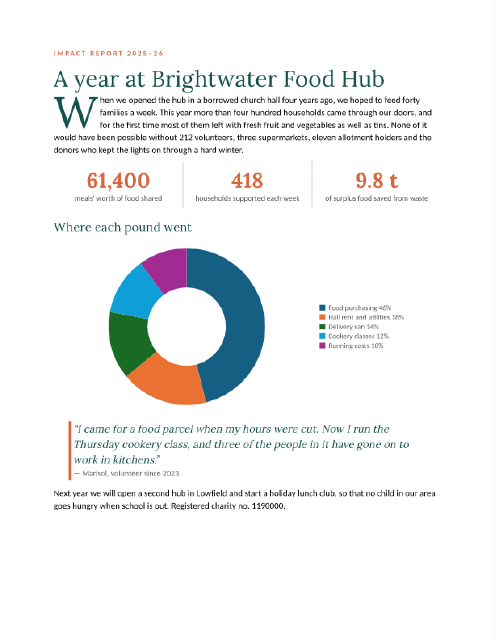 IMPACT REPORT 2025–26
A year at Brightwater Food Hub
When we opened the hub in a borrowed church hall four years ago, we hoped to feed forty
families a week. This year more than four hundred households came through our doors, and
for the first time most of them left with fresh fruit and vegetables as well as tins. None of it
would have been possible without 212 volunteers, three supermarkets, eleven allotment holders and the
donors who kept the lights on through a hard winter.
61,400
meals' worth of food shared
418
households supported each week
9.8 t
of surplus food saved from waste
Where each pound went
Food purchasing 46%
Hall rent and utilities 18%
Delivery van 14%
Cookery classes 12%
Running costs 10%
“I came for a food parcel when my hours were cut. Now I run the
Thursday cookery class, and three of the people in it have gone on to
work in kitchens.”
— Marisol, volunteer since 2023
Next year we will open a second hub in Lowfield and start a holiday lunch club, so that no child in our area
goes hungry when school is out. Registered charity no. 1190000.